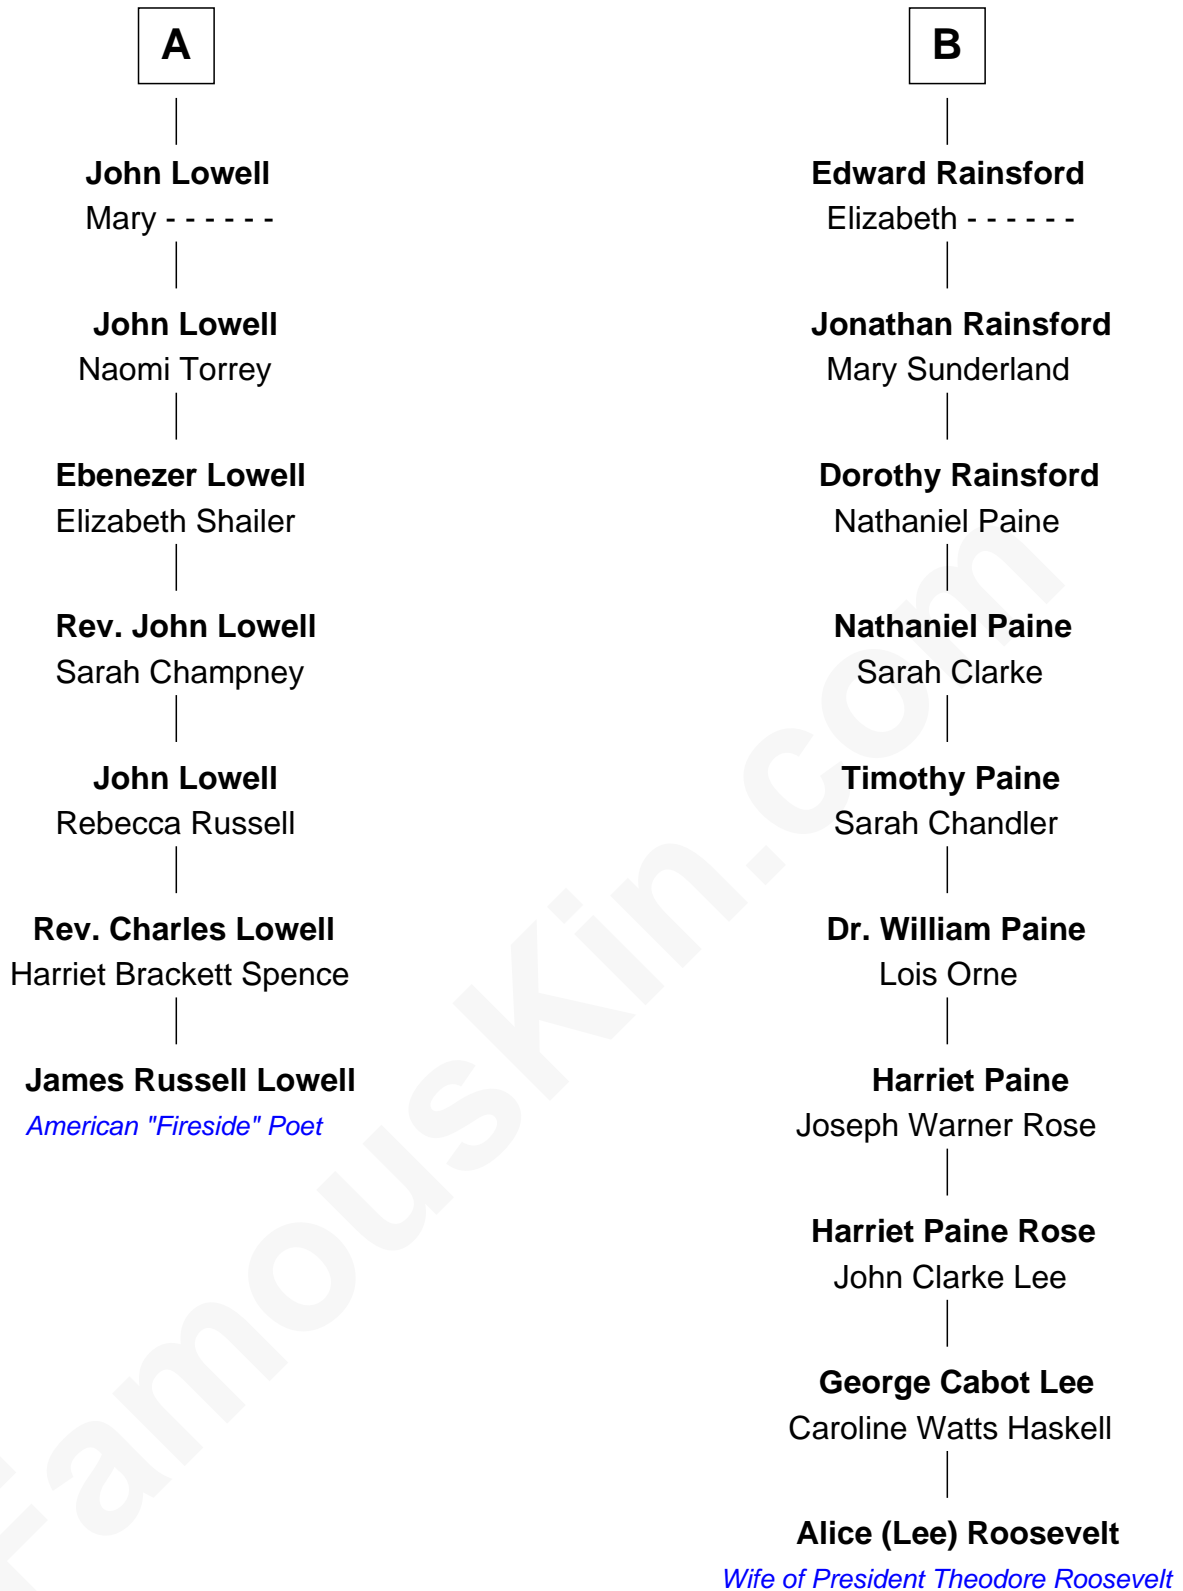 A
John Lowell
Mary - - - - - -
John Lowell
Naomi Torrey
Ebenezer Lowell
Elizabeth Shailer
Rev. John Lowell
Sarah Champney
John Lowell
Rebecca Russell
Rev. Charles Lowell
Harriet Brackett Spence
James Russell Lowell
American "Fireside" Poet
B
Edward Rainsford
Elizabeth - - - - - -
Jonathan Rainsford
Mary Sunderland
Dorothy Rainsford
Nathaniel Paine
Nathaniel Paine
Sarah Clarke
Timothy Paine
Sarah Chandler
Dr. William Paine
Lois Orne
Harriet Paine
Joseph Warner Rose
Harriet Paine Rose
John Clarke Lee
George Cabot Lee
Caroline Watts Haskell
Alice (Lee) Roosevelt
Wife of President Theodore Roosevelt
FamousKin.com